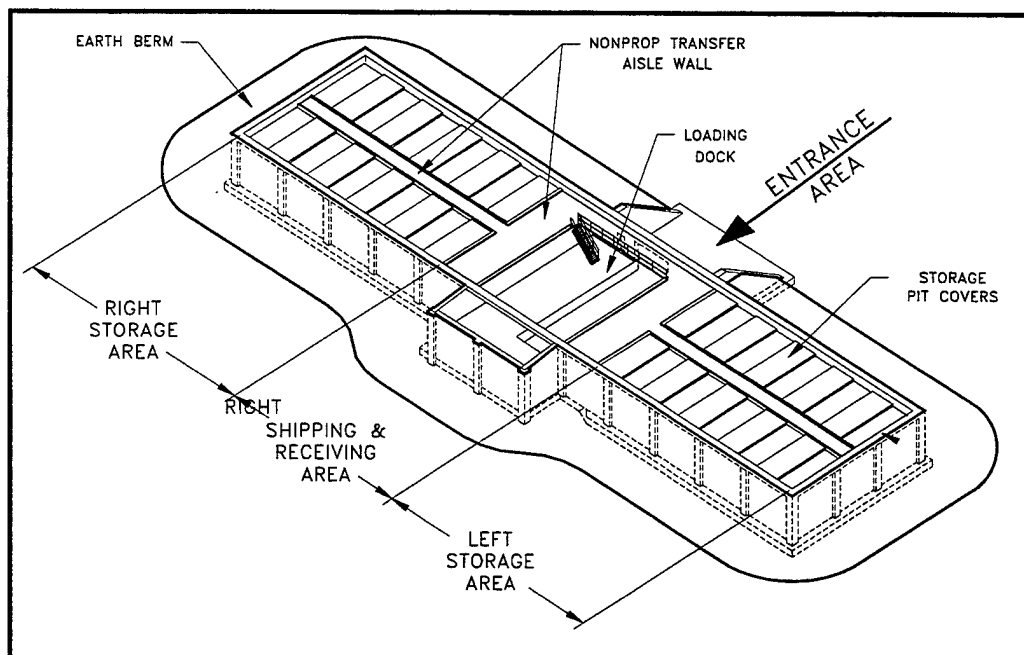 EARTH BERM
NONPROP TRANSFER
AISLE WALL
LOADING
DOCK
ENTRANCE
AREA
STORAGE
PIT COVERS
RIGHT
STORAGE
AREA
RIGHT
SHIPPING &
RECEIVING
AREA
LEFT
STORAGE
AREA